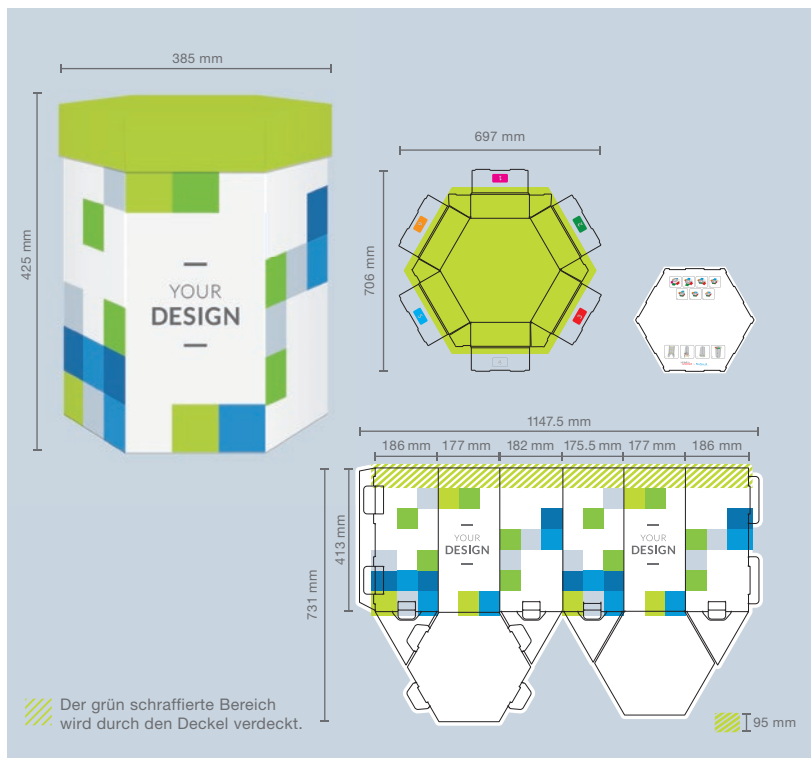 385 mm
425 mm
YOUR
DESIGN
697 mm
706 mm
1
1147.5 mm
186 mm 177 mm 182 mm 175.5 mm 177 mm 186 mm
413 mm
731 mm
YOUR
DESIGN
YOUR
DESIGN
Der grün schraffierte Bereich
wird durch den Deckel verdeckt.
95 mm